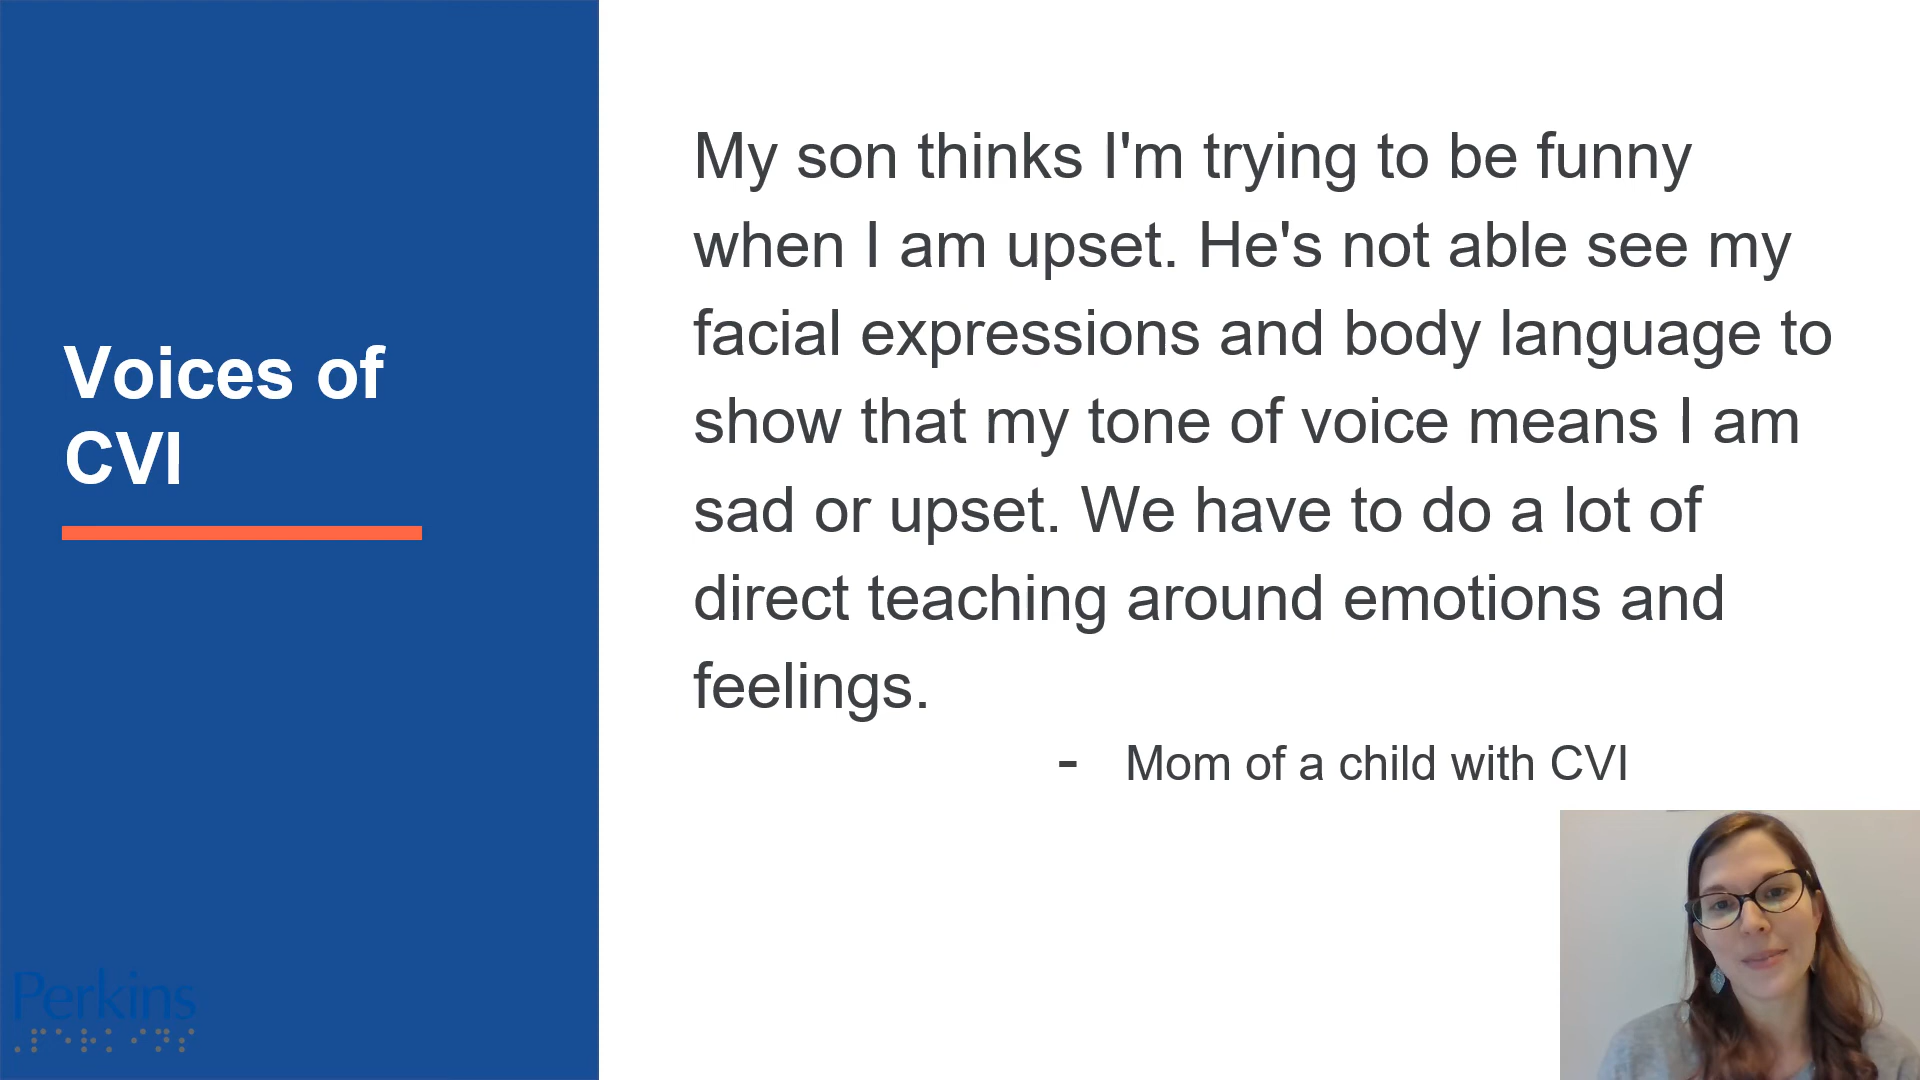 Voices of
CVI
My son thinks I'm trying to be funny
when I am upset. He's not able see my
facial expressions and body language to
show that my tone of voice means I am
sad or upset. We have to do a lot of
direct teaching around emotions and
feelings.
- Mom of a child with CVI
Perkins
⠠⠏⠑⠗⠅⠊⠝⠎